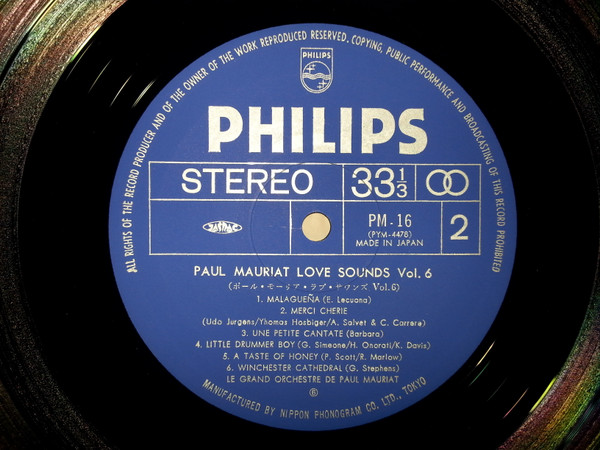 ALL RIGHTS OF THE RECORD PRODUCER AND OF THE OWNER OF THE WORK REPRODUCED RESERVED. COPYING, PUBLIC PERFORMANCE AND BROADCASTING OF THIS RECORD PROHIBITED
PHILIPS
PHILIPS
STEREO 33 1/3
PM-16
(PYM-4478)
MADE IN JAPAN
2
PAUL MAURIAT LOVE SOUNDS Vol. 6
(ポール・モーリア・ラブ・サウンズ Vol.6)
1. MALAGUEÑA (E. Lecuona)
2. MERCI CHERIE
(Udo Jurgens/Yhomas Hosbiger/A. Salvet & C. Carrere)
3. UNE PETITE CANTATE (Barbara)
4. LITTLE DRUMMER BOY (G. Simeone/H. Onorati/K. Davis)
5. A TASTE OF HONEY (P. Scott/R. Marlow)
6. WINCHESTER CATHEDRAL (G. Stephens)
LE GRAND ORCHESTRE DE PAUL MAURIAT
Ⓑ
MANUFACTURED BY NIPPON PHONOGRAM CO. LTD., TOKYO